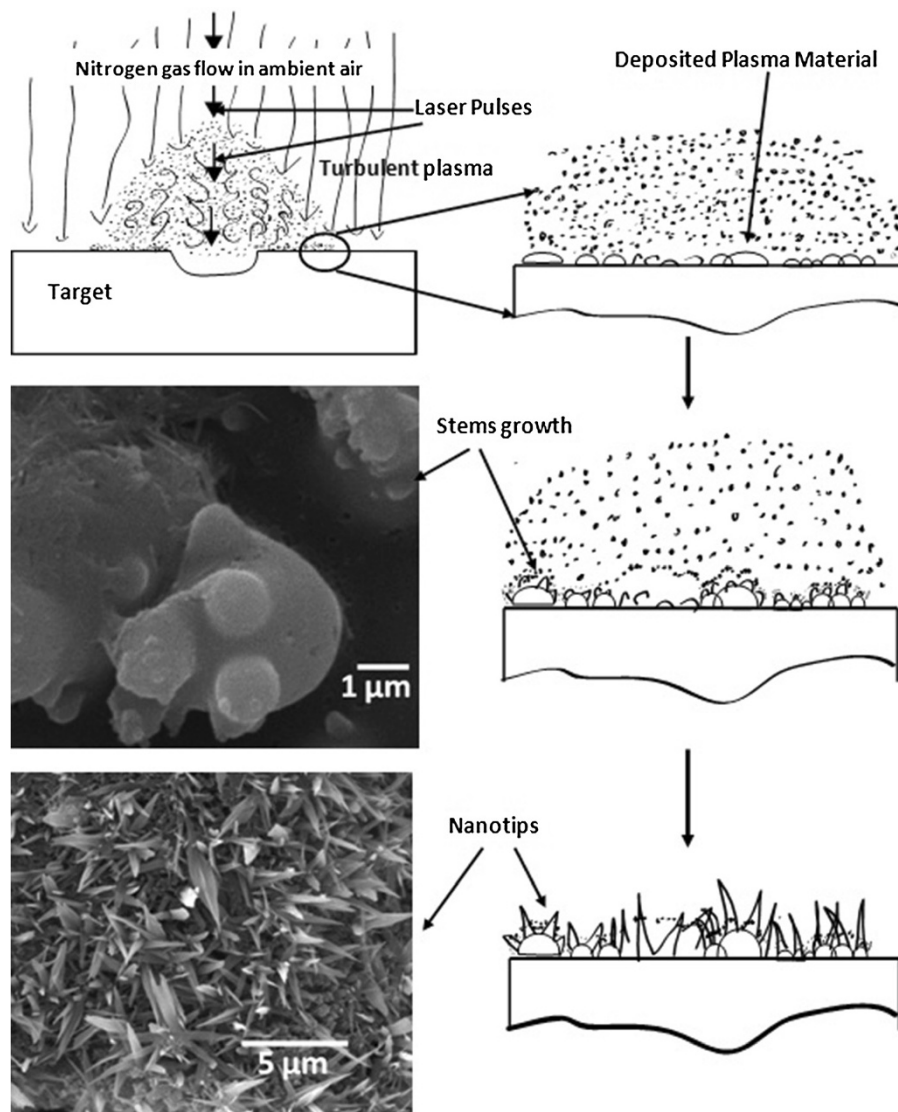 Nitrogen gas flow in ambient air
Laser Pulses
Turbulent plasma
Target
Deposited Plasma Material
Stems growth
1 μm
Nanotips
5 μm